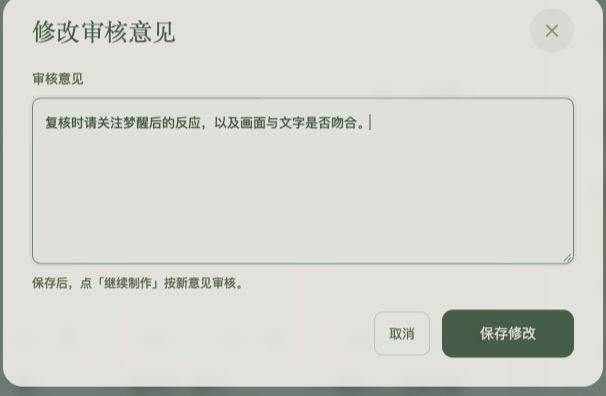 修改审核意见
审核意见
复核时请关注梦醒后的反应，以及画面与文字是否吻合。
保存后，点「继续制作」按新意见审核。
取消
保存修改